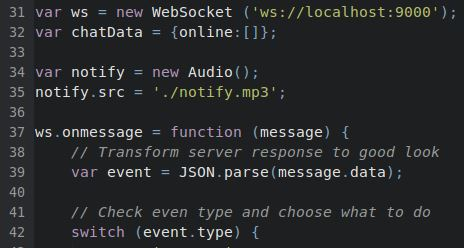 31 var ws = new WebSocket ('ws://localhost:9000');
32 var chatData = {online:[]};
33
34 var notify = new Audio();
35 notify.src = './notify.mp3';
36
37 ws.onmessage = function (message) {
38     // Transform server response to good look
39     var event = JSON.parse(message.data);
40
41     // Check even type and choose what to do
42     switch (event.type) {